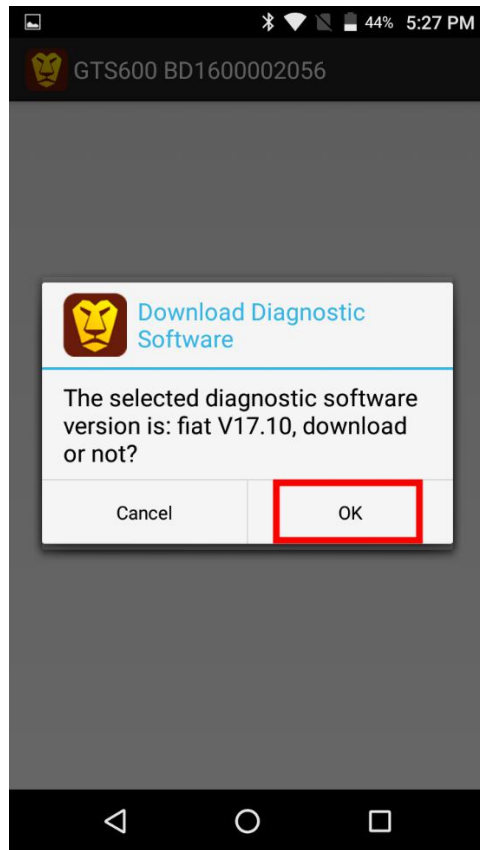 44% 5:27 PM
GTS600 BD1600002056
Download Diagnostic
Software
The selected diagnostic software
version is: fiat V17.10, download
or not?
Cancel OK